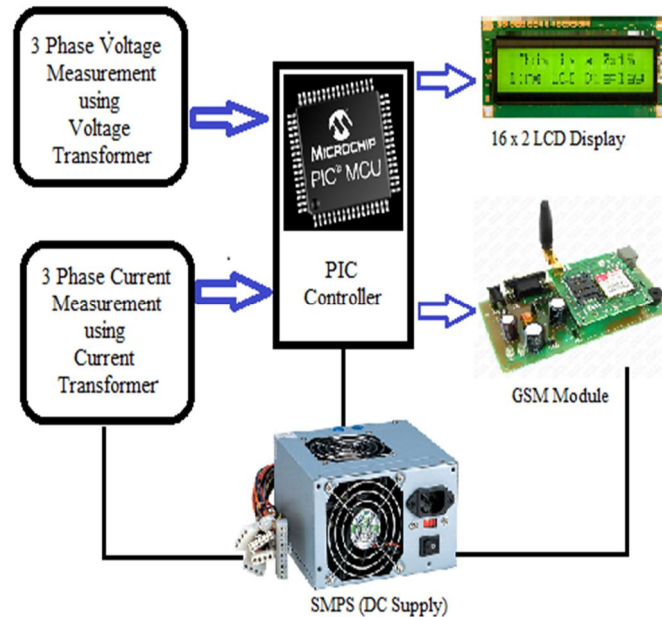 3 Phase Voltage
Measurement
using
Voltage
Transformer
MICROCHIP
PIC® MCU
16 x 2 LCD Display
3 Phase Current
Measurement
using
Current
Transformer
PIC
Controller
GSM Module
SMPS (DC Supply)